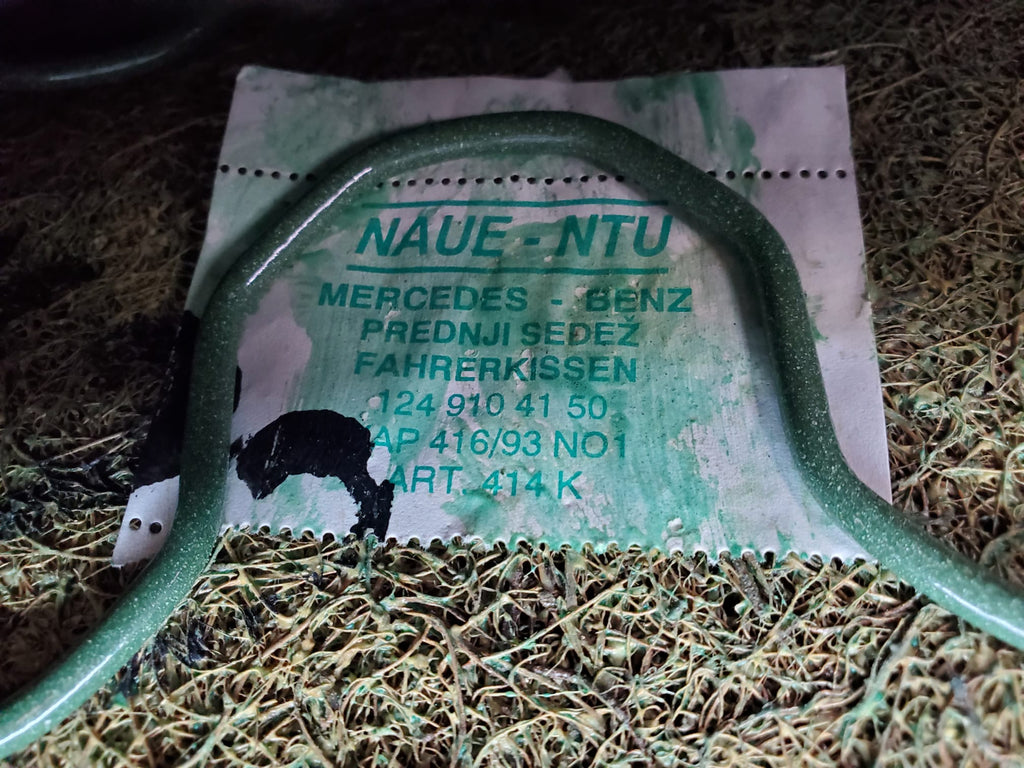 NAUE - NTU
MERCEDES - BENZ
PREDNJI SEDEŽ
FAHRERKISSEN
124 910 41 50
AP 416/93 NO1
ART. 414 K